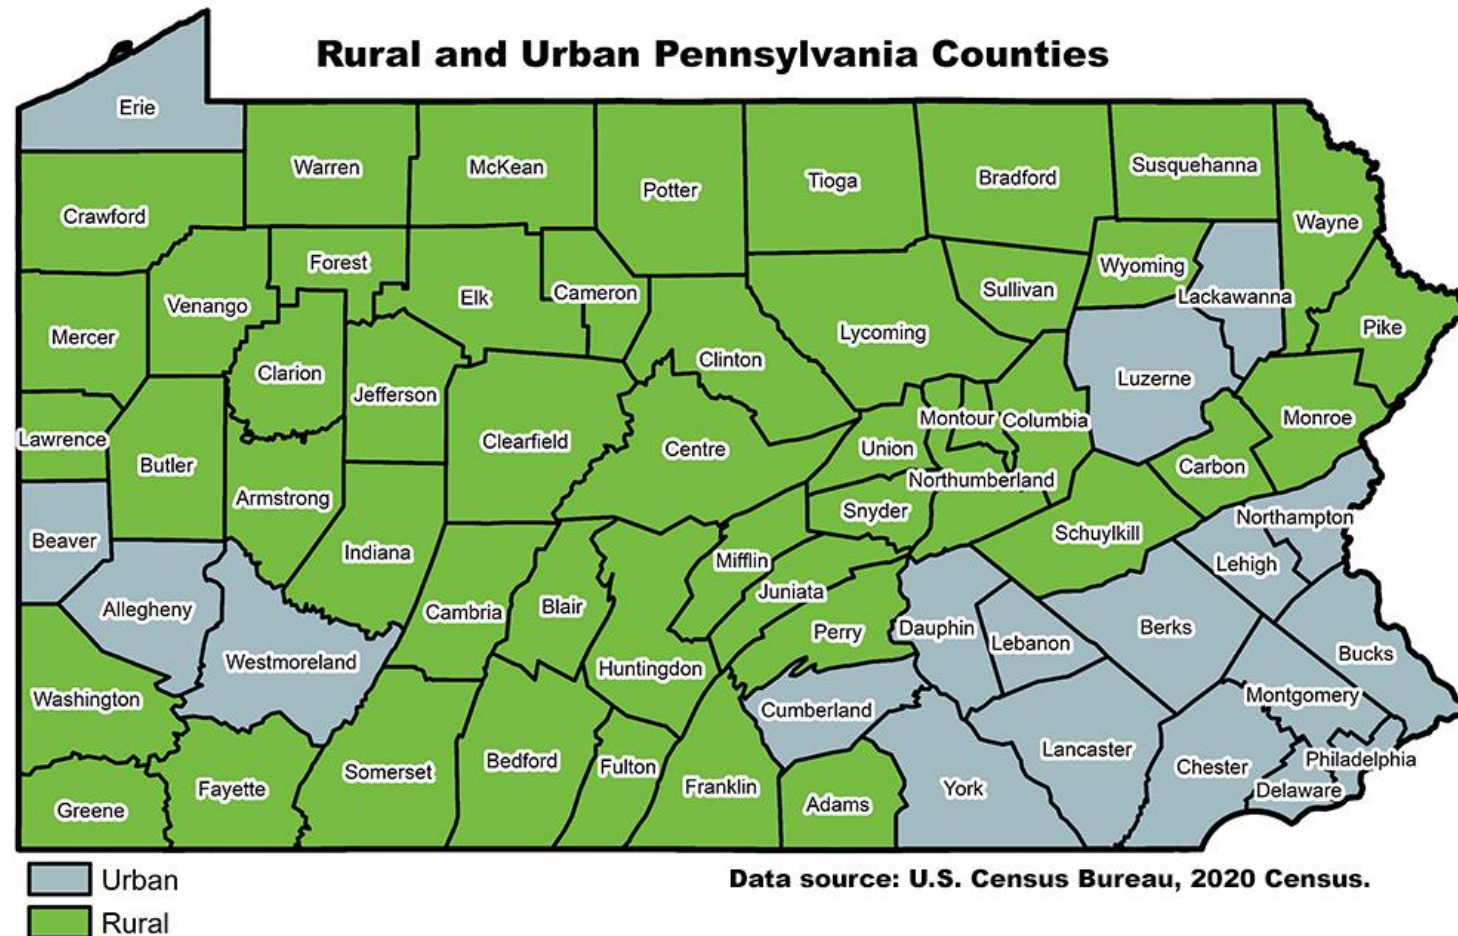 Rural and Urban Pennsylvania Counties
Erie
Warren
McKean
Potter
Tioga
Bradford
Susquehanna
Wayne
Crawford
Forest
Venango
Elk
Cameron
Sullivan
Wyoming
Lackawanna
Pike
Mercer
Clarion
Jefferson
Clinton
Lycoming
Luzerne
Monroe
Lawrence
Butler
Armstrong
Clearfield
Centre
Union
Montour
Columbia
Northumberland
Snyder
Carbon
Schuylkill
Northampton
Lehigh
Beaver
Indiana
Allegheny
Westmoreland
Cambria
Blair
Huntingdon
Mifflin
Juniata
Perry
Dauphin
Lebanon
Berks
Bucks
Montgomery
Washington
Greene
Fayette
Somerset
Bedford
Fulton
Franklin
Cumberland
Adams
York
Lancaster
Chester
Philadelphia
Delaware
Urban
Rural
Data source: U.S. Census Bureau, 2020 Census.